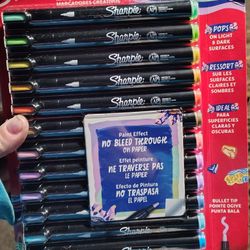 MARCADORES CREATIVOS
Sharpie
Sharpie
Sharpie
Sharpie
Sharpie
POPS
ON LIGHT
& DARK
SURFACES
RESSORT
SUR LES
SURFACES
CLAIRES ET
SOMBRES
IDEAL
PARA
SUPERFICIES
CLARAS Y
OSCURAS
Paint Effect
NO BLEED THROUGH
ON PAPER
Effet peinture
NE TRAVERSE PAS
LE PAPIER
Efecto de Pintura
NO TRASPASA
EL PAPEL
BULLET TIP
POINTE OGIVE
PUNTA BALA
Sharpie
Sharpie